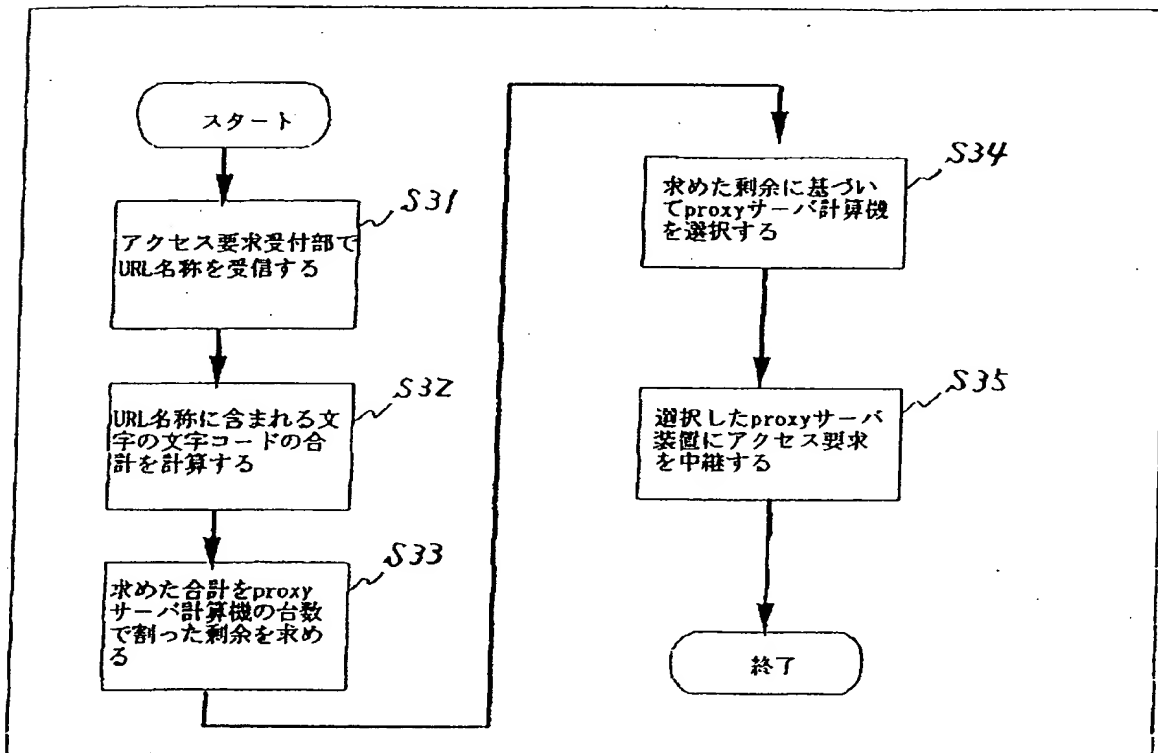 スタート
S31
アクセス要求受付部で
URL名称を受信する
S32
URL名称に含まれる文
字の文字コードの合
計を計算する
S33
求めた合計をproxy
サーバ計算機の台数
で割った剰余を求め
る
S34
求めた剰余に基づい
てproxyサーバ計算機
を選択する
S35
選択したproxyサーバ
装置にアクセス要求
を中継する
終了